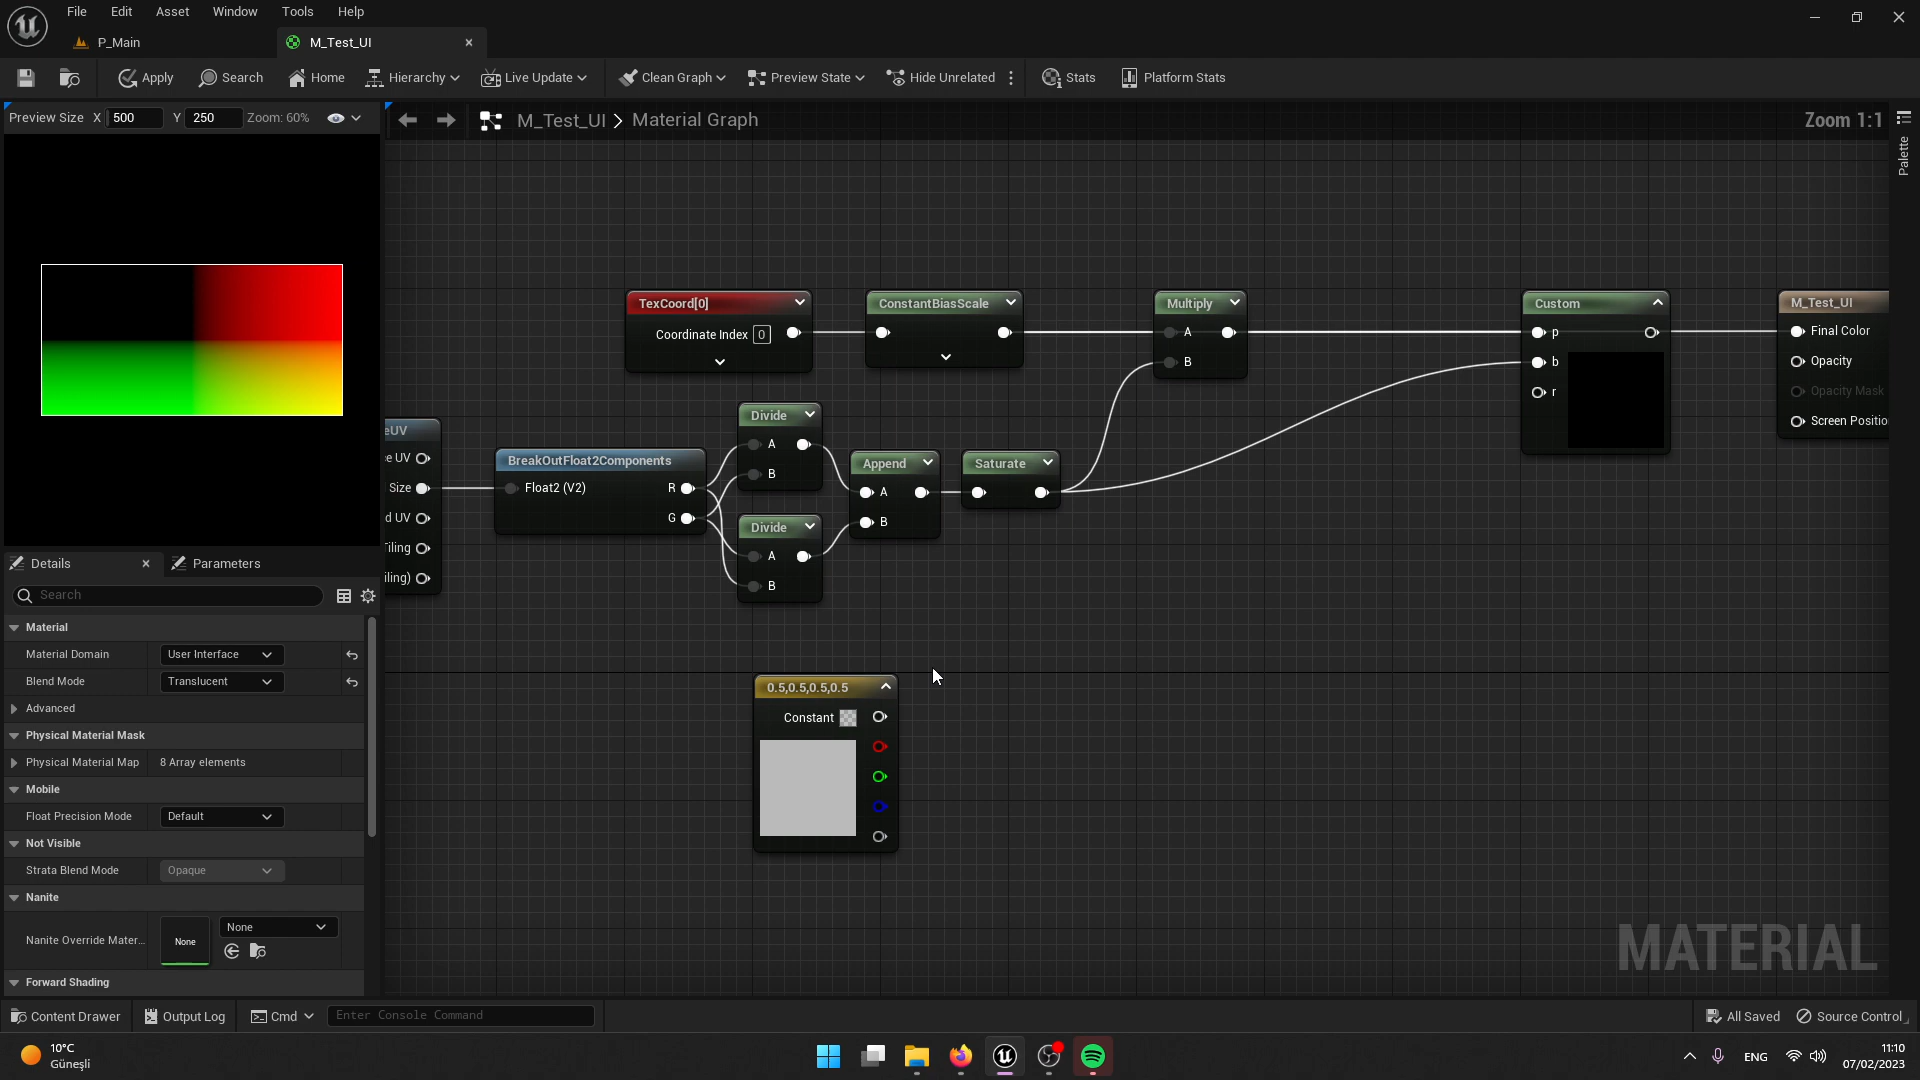 File Edit Asset Window Tools Help
P_Main
M_Test_UI
Apply Search Home Hierarchy Live Update Clean Graph Preview State Hide Unrelated Stats Platform Stats
Preview Size X 500 Y 250 Zoom: 60%
M_Test_UI > Material Graph
Zoom 1:1
Palette
TexCoord[0]
Coordinate Index 0
ConstantBiasScale
Multiply
A
B
Custom
p
b
r
M_Test_UI
Final Color
Opacity
Opacity Mask
Screen Positio
eUV
ce UV
Size
d UV
Tiling
iling)
BreakOutFloat2Components
Float2 (V2) R
G
Divide
A
B
Divide
A
B
Append
A
B
Saturate
0.5,0.5,0.5,0.5
Constant
MATERIAL
Details
Parameters
Search
Material
Material Domain User Interface
Blend Mode Translucent
Advanced
Physical Material Mask
Physical Material Map 8 Array elements
Mobile
Float Precision Mode Default
Not Visible
Strata Blend Mode Opaque
Nanite
Nanite Override Mater... None None
Forward Shading
Content Drawer Output Log Cmd Enter Console Command All Saved Source Control
10°C
Güneşli
ENG
11:10
07/02/2023